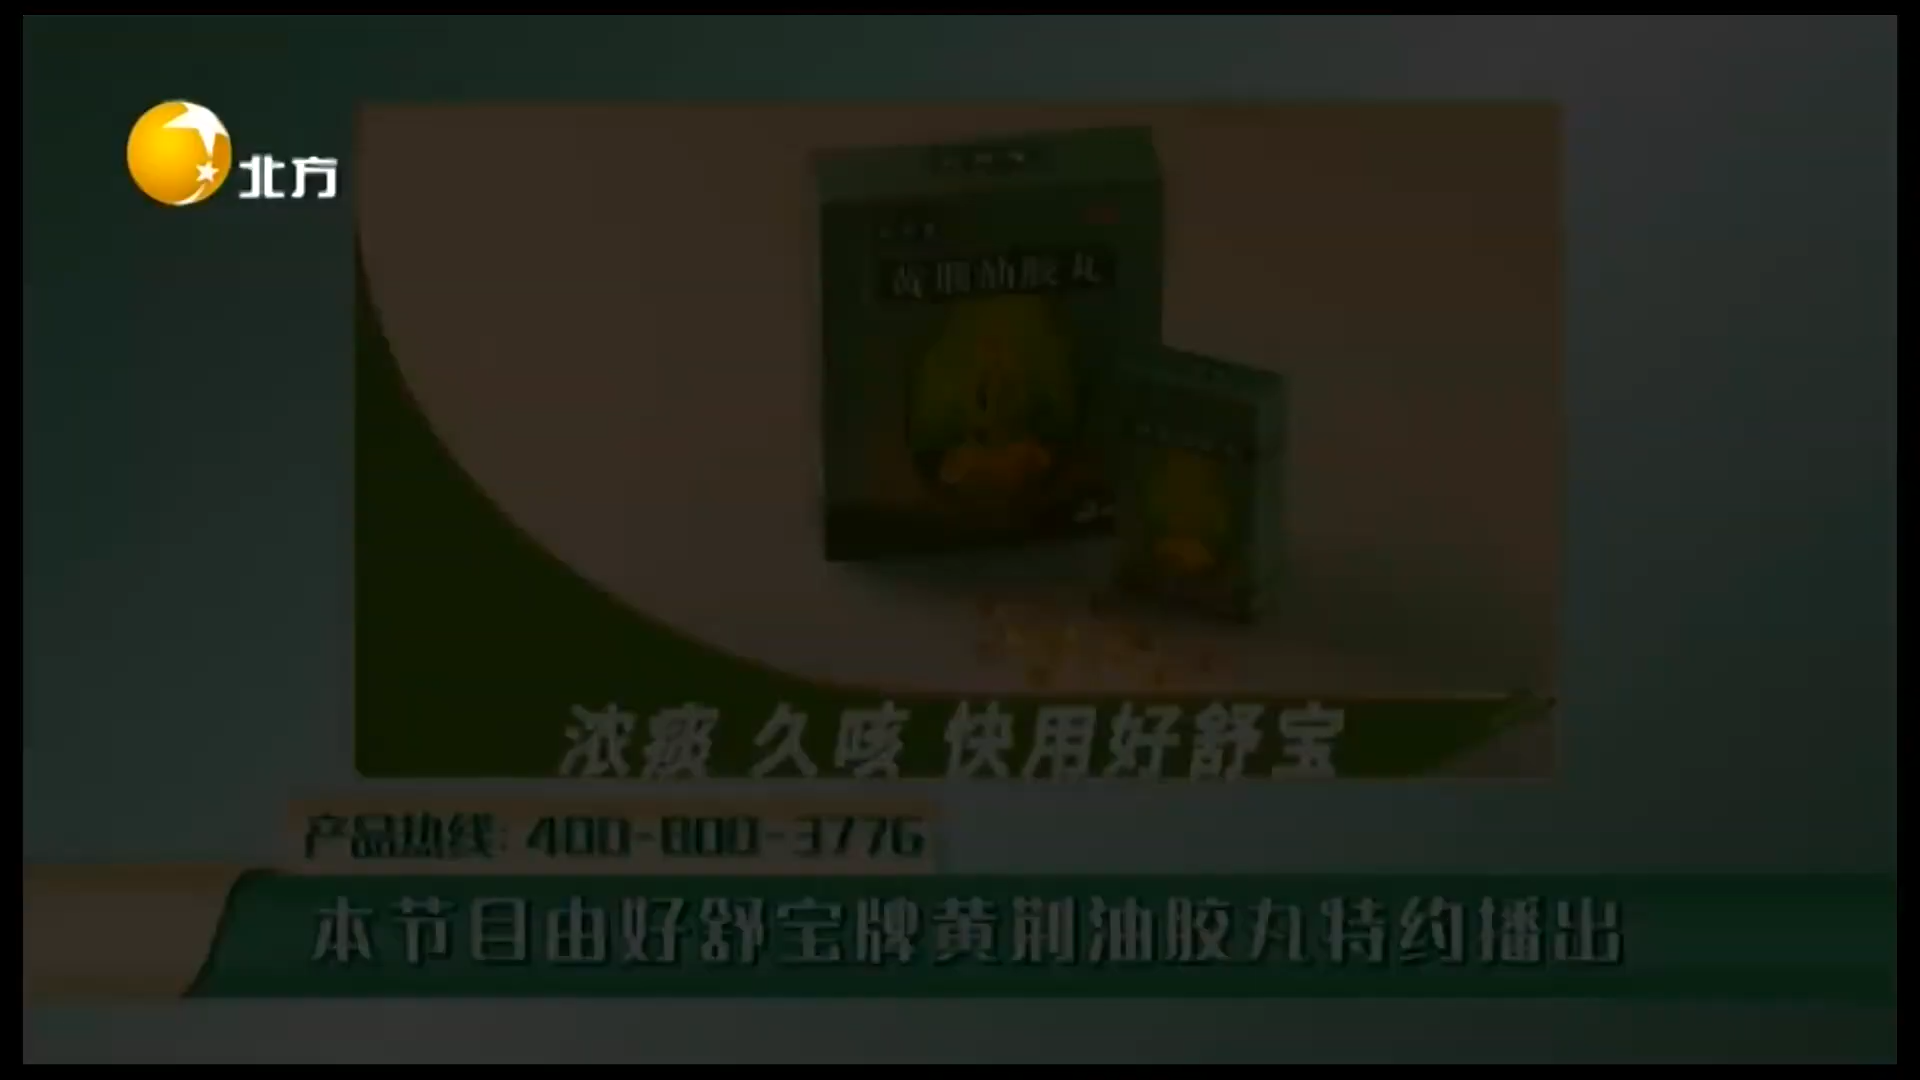 北方
黄荆油胶丸
浓痰 久咳 快用好舒宝
产品热线: 400-800-3776
本节目由好舒宝牌黄荆油胶丸特约播出